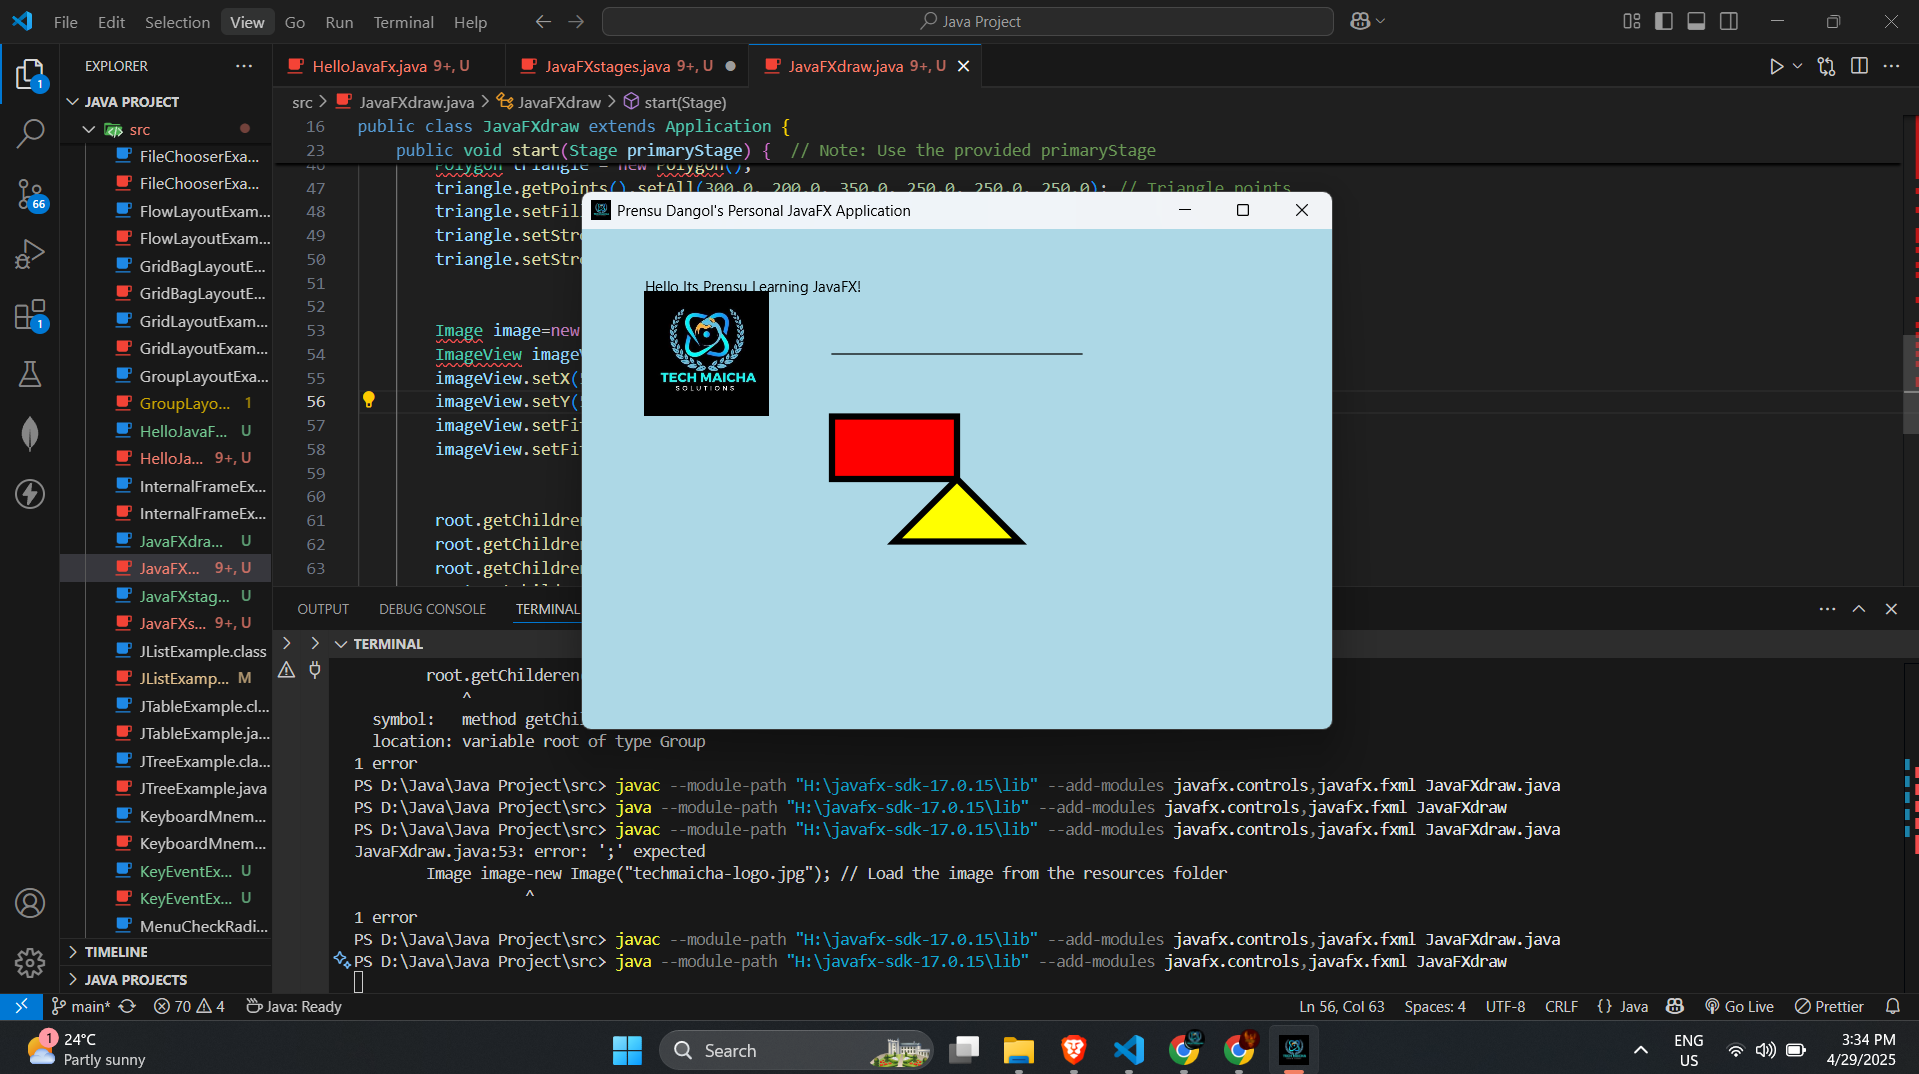 File Edit Selection View Go Run Terminal Help
Java Project
EXPLORER
HelloJavaFx.java 9+, U
JavaFXstages.java 9+, U
JavaFXdraw.java 9+, U
JAVA PROJECT
src
FileChooserExa...
FileChooserExa...
FlowLayoutExam...
FlowLayoutExam...
GridBagLayoutE...
GridBagLayoutE...
GridLayoutExam...
GridLayoutExam...
GroupLayoutExa...
GroupLayo... 1
HelloJavaF... U
HelloJa... 9+, U
InternalFrameEx...
InternalFrameEx...
JavaFXdra... U
JavaFX... 9+, U
JavaFXstag... U
JavaFXs... 9+, U
JListExample.class
JListExamp... M
JTableExample.cl...
JTableExample.ja...
JTreeExample.cla...
JTreeExample.java
KeyboardMnem...
KeyboardMnem...
KeyEventEx... U
KeyEventEx... U
MenuCheckRadi...
TIMELINE
JAVA PROJECTS
1
66
1
src > JavaFXdraw.java > JavaFXdraw > start(Stage)
16 public class JavaFXdraw extends Application {
23 public void start(Stage primaryStage) { // Note: Use the provided primaryStage
Polygon triangle = new Polygon();
47 triangle.getPoints().setAll(300.0, 200.0, 350.0, 250.0, 250.0, 250.0); // Triangle points
48 triangle.setFil
49 triangle.setStr
50 triangle.setStr
51
52
53 Image image=new
54 ImageView image
55 imageView.setX(
56 imageView.setY(
57 imageView.setFi
58 imageView.setFi
59
60
61 root.getChildre
62 root.getChildre
63 root.getChildre
Prensu Dangol's Personal JavaFX Application
Hello Its Prensu Learning JavaFX!
TECH MAICHA
SOLUTIONS
OUTPUT DEBUG CONSOLE TERMINAL
TERMINAL
root.getChilderen
^
symbol: method getChi
location: variable root of type Group
1 error
PS D:\Java\Java Project\src> javac --module-path "H:\javafx-sdk-17.0.15\lib" --add-modules javafx.controls,javafx.fxml JavaFXdraw.java
PS D:\Java\Java Project\src> java --module-path "H:\javafx-sdk-17.0.15\lib" --add-modules javafx.controls,javafx.fxml JavaFXdraw
PS D:\Java\Java Project\src> javac --module-path "H:\javafx-sdk-17.0.15\lib" --add-modules javafx.controls,javafx.fxml JavaFXdraw.java
JavaFXdraw.java:53: error: ';' expected
Image image-new Image("techmaicha-logo.jpg"); // Load the image from the resources folder
^
1 error
PS D:\Java\Java Project\src> javac --module-path "H:\javafx-sdk-17.0.15\lib" --add-modules javafx.controls,javafx.fxml JavaFXdraw.java
PS D:\Java\Java Project\src> java --module-path "H:\javafx-sdk-17.0.15\lib" --add-modules javafx.controls,javafx.fxml JavaFXdraw
main* 70 4 Java: Ready
Ln 56, Col 63 Spaces: 4 UTF-8 CRLF {} Java Go Live Prettier
1
24°C
Partly sunny
Search
ENG
US
3:34 PM
4/29/2025